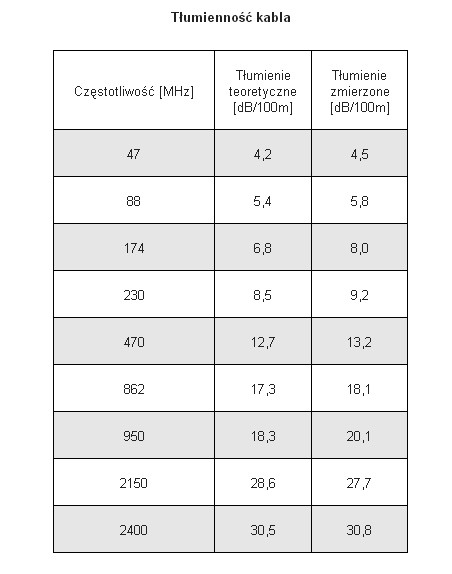 Tłumienność kabla
Częstotliwość [MHz] Tłumienie teoretyczne [dB/100m] Tłumienie zmierzone [dB/100m]
47 4,2 4,5
88 5,4 5,8
174 6,8 8,0
230 8,5 9,2
470 12,7 13,2
862 17,3 18,1
950 18,3 20,1
2150 28,6 27,7
2400 30,5 30,8